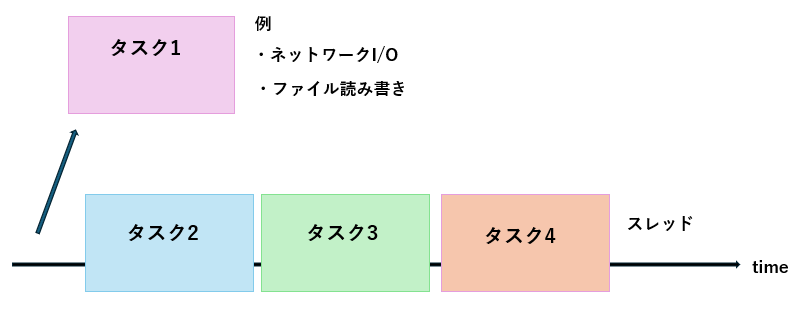 タスク1
例
・ネットワークI/O
・ファイル読み書き
タスク2
タスク3
タスク4
スレッド
time